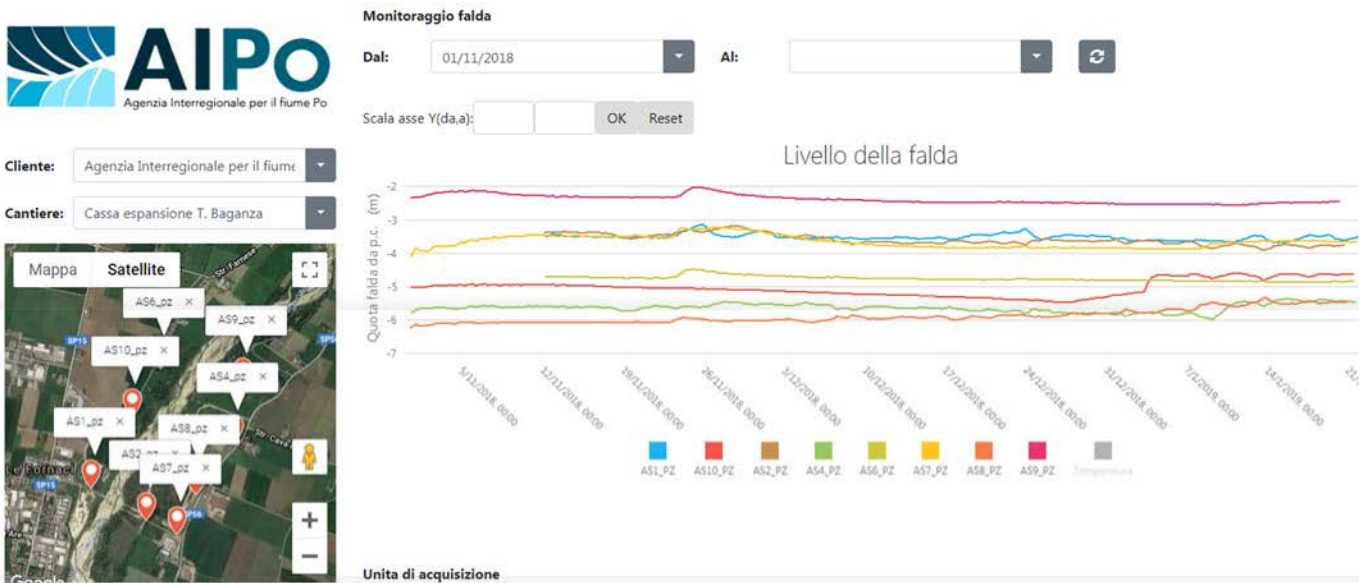 AIPo
Agenzia Interregionale per il fiume Po
Cliente:
Agenzia Interregionale per il fiume
Cantiere:
Cassa espansione T. Baganza
Mappa
Satellite
Str. Farnese
AS6_pz ×
AS9_pz ×
SP15
AS10_pz ×
AS4_pz ×
AS1_pz ×
AS8_pz ×
AS7_pz ×
Le Fornaci
SP15
SP56
Google
Monitoraggio falda
Dal: 01/11/2018
Al:
Scala asse Y(da,a):
OK
Reset
Livello della falda
Quota falda da p.c. (m)
-2
-3
-4
-5
-6
-7
5/11/2018, 00:00
12/11/2018, 00:00
19/11/2018, 00:00
26/11/2018, 00:00
3/12/2018, 00:00
10/12/2018, 00:00
17/12/2018, 00:00
24/12/2018, 00:00
31/12/2018, 00:00
7/1/2019, 00:00
14/1/2019, 00:00
AS1_PZ
AS10_PZ
AS2_PZ
AS4_PZ
AS6_PZ
AS7_PZ
AS8_PZ
AS9_PZ
Temperatura
Unita di acquisizione